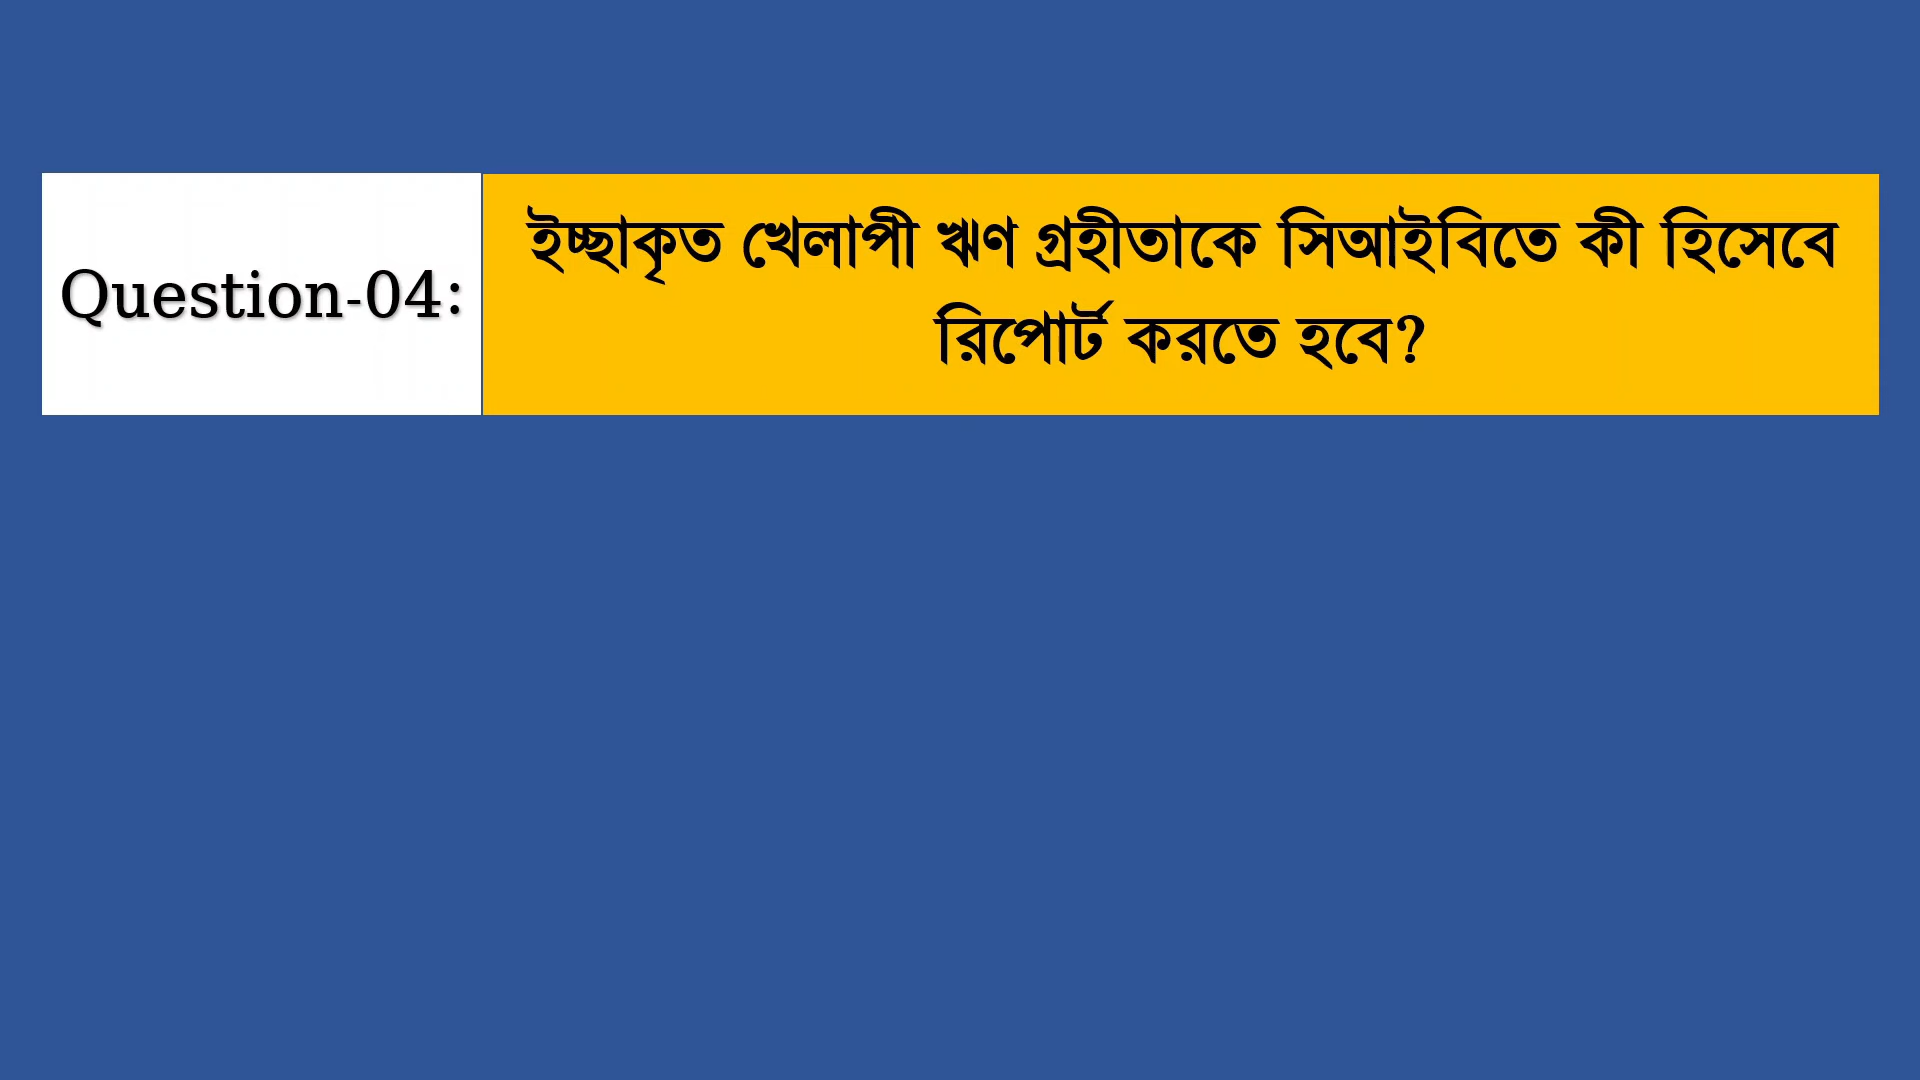 Question-04:
ইচ্ছাকৃত খেলাপী ঋণ গ্রহীতাকে সিআইবিতে কী হিসেবে
রিপোর্ট করতে হবে?